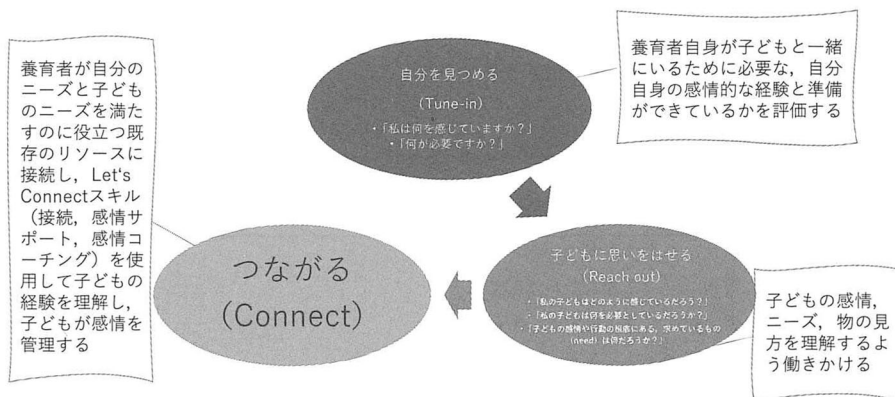 自分を見つめる
(Tune-in)
・「私は何を感じていますか？」
・「何が必要ですか？」
養育者自身が子どもと一緒
にいるために必要な，自分
自身の感情的な経験と準備
ができているかを評価する
子どもに思いをはせる
(Reach out)
・「私の子どもはどのように感じているだろう？」
・「私の子どもは何を必要としているだろうか？」
・「子どもの感情や行動の根底にある，求めているもの
(need) は何だろうか？」
子どもの感情，
ニーズ，物の見
方を理解するよ
う働きかける
つながる
(Connect)
養育者が自分の
ニーズと子ども
のニーズを満た
すのに役立つ既
存のリソースに
接続し，Let's
Connectスキル
（接続，感情サ
ポート，感情コ
ーチング）を使
用して子どもの
経験を理解し，
子どもが感情を
管理する